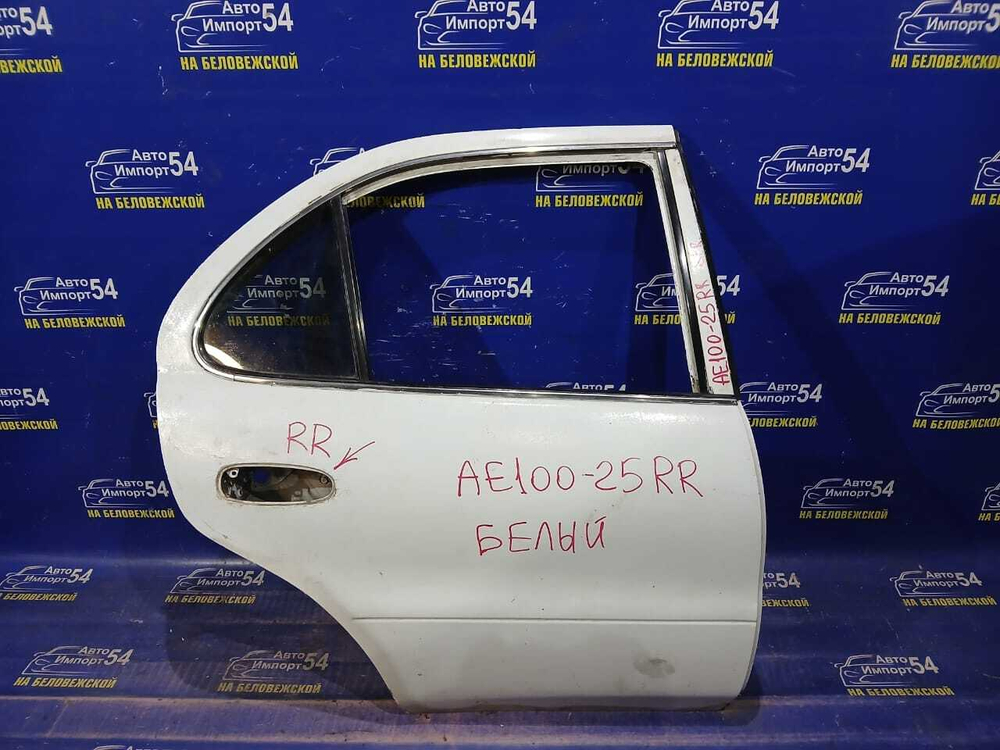 Авто
Импорт54
НА БЕЛОВЕЖСКОЙ
RR
AE100-25RR
БЕЛЫЙ
AE100-25RR